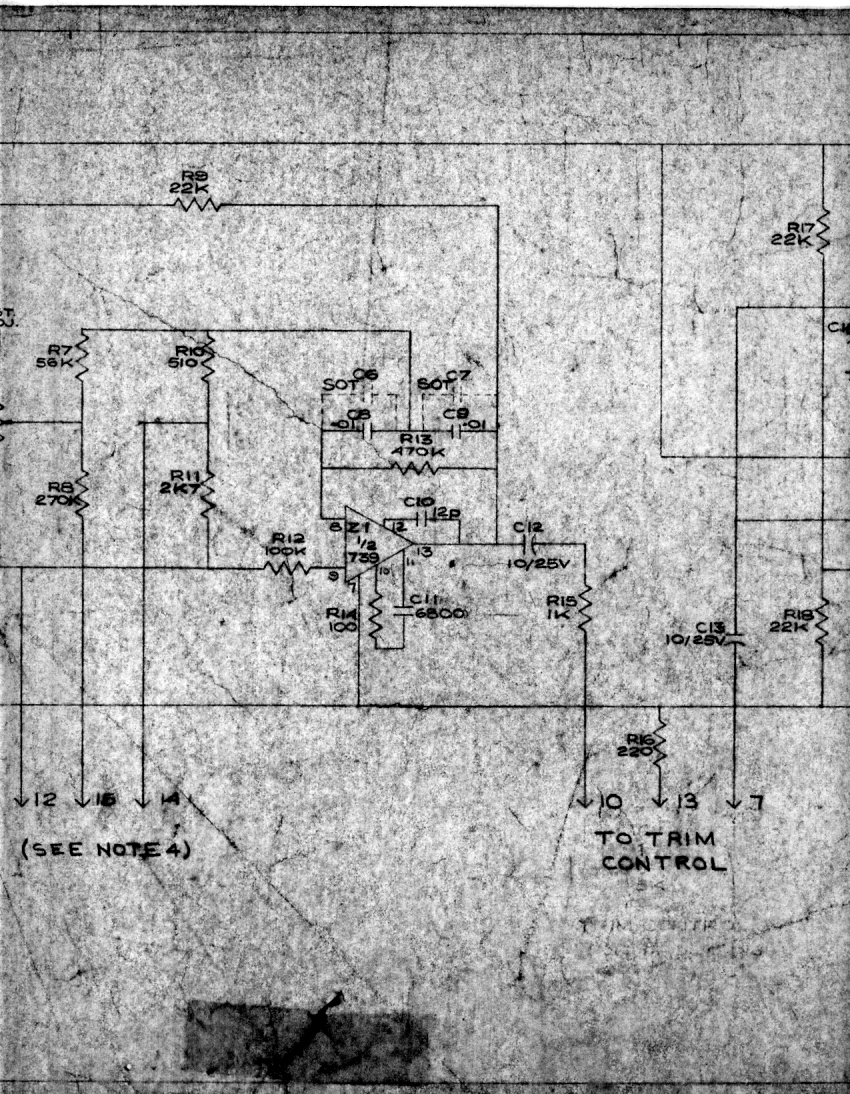 R9
22K
R17
22K
R7
56K
R10
510
C6
SOT
C7
SOT
C8
.01
C9
.01
R13
470K
R8
270K
R11
2K7
C10
12p
8
Z1
1/2
739
12
13
11
10
9
7
R12
100K
C12
10/25V
C11
6800
R14
100
R15
1K
C13
10/25V
R18
22K
R16
220
12
15
14
10
13
7
(SEE NOTE 4)
TO TRIM
CONTROL